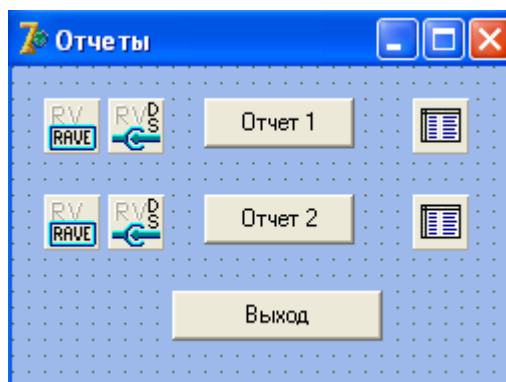 Отчеты
RV RAVE RV DS Отчет 1
RV RAVE RV DS Отчет 2
Выход